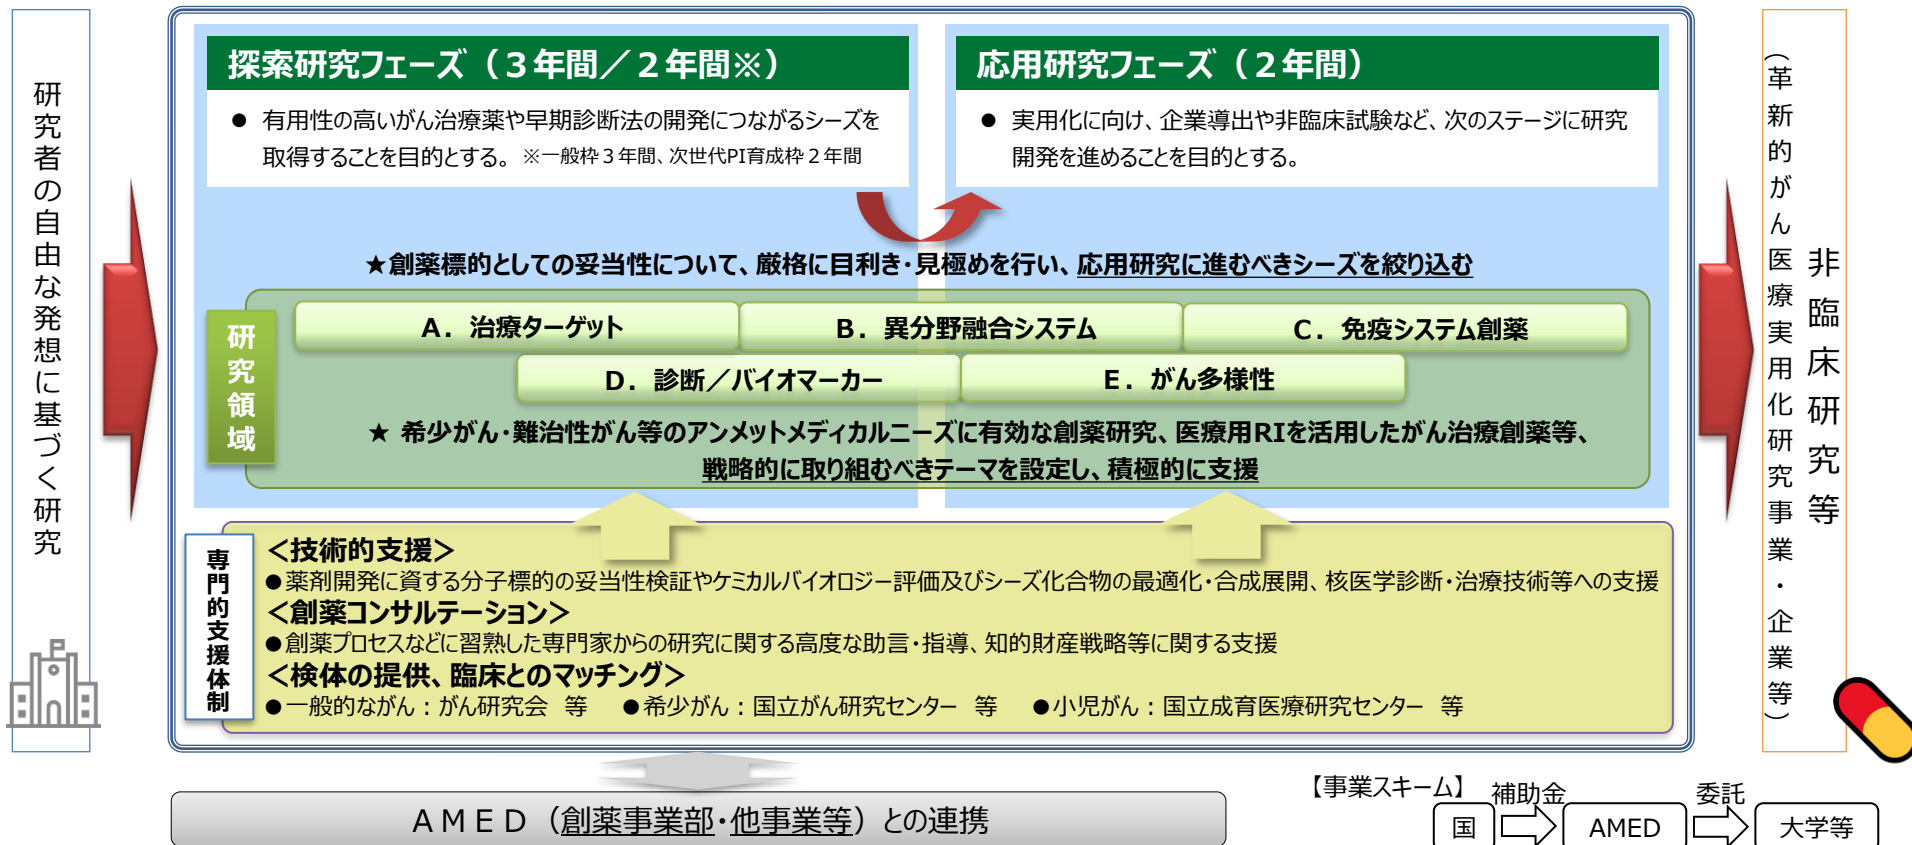 研究者の自由な発想に基づく研究
探索研究フェーズ（３年間／２年間※）
● 有用性の高いがん治療薬や早期診断法の開発につながるシーズを
取得することを目的とする。 ※一般枠３年間、次世代PI育成枠２年間
応用研究フェーズ（２年間）
● 実用化に向け、企業導出や非臨床試験など、次のステージに研究
開発を進めることを目的とする。
★創薬標的としての妥当性について、厳格に目利き・見極めを行い、応用研究に進むべきシーズを絞り込む
研究領域
A．治療ターゲット
B．異分野融合システム
C．免疫システム創薬
D．診断／バイオマーカー
E．がん多様性
★ 希少がん・難治性がん等のアンメットメディカルニーズに有効な創薬研究、医療用RIを活用したがん治療創薬等、
戦略的に取り組むべきテーマを設定し、積極的に支援
専門的支援体制
＜技術的支援＞
●薬剤開発に資する分子標的の妥当性検証やケミカルバイオロジー評価及びシーズ化合物の最適化・合成展開、核医学診断・治療技術等への支援
＜創薬コンサルテーション＞
●創薬プロセスなどに習熟した専門家からの研究に関する高度な助言・指導、知的財産戦略等に関する支援
＜検体の提供、臨床とのマッチング＞
●一般的ながん：がん研究会 等 ●希少がん：国立がん研究センター 等 ●小児がん：国立成育医療研究センター 等
非臨床研究等
（革新的がん医療実用化研究事業・企業等）
ＡＭＥＤ（創薬事業部・他事業等）との連携
【事業スキーム】
補助金
委託
国
AMED
大学等